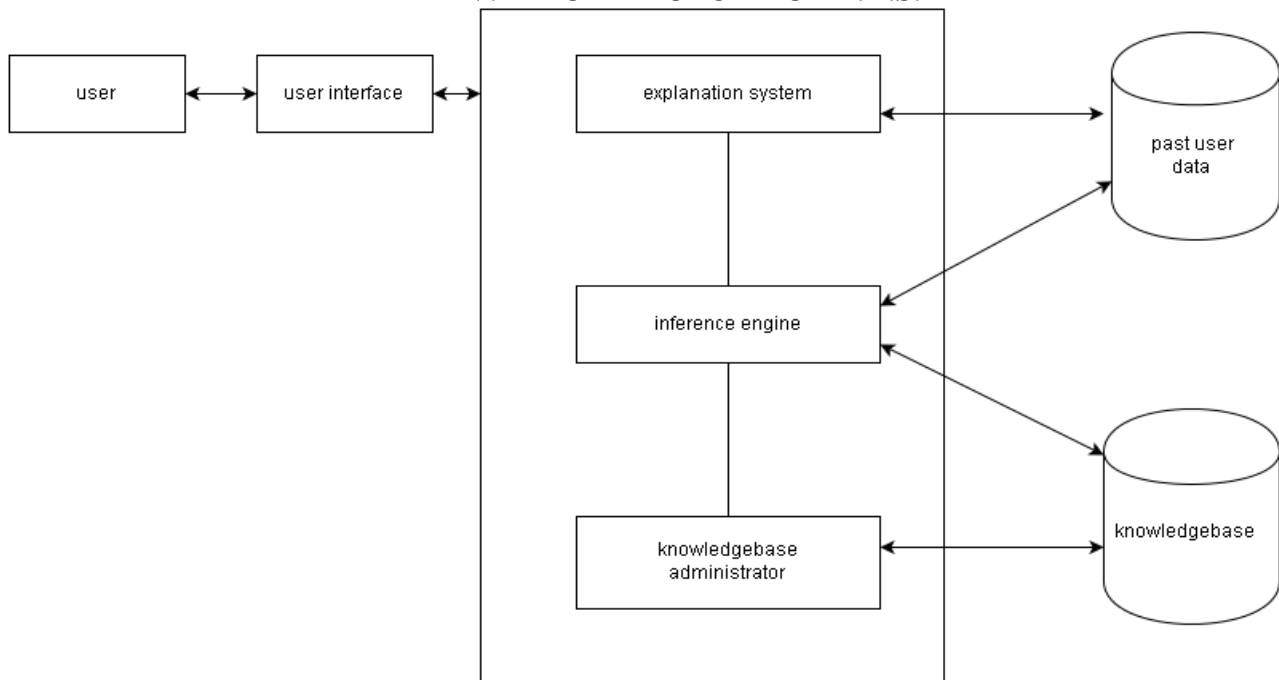 user
user interface
explanation system
past user
data
inference engine
knowledgebase
knowledgebase
administrator